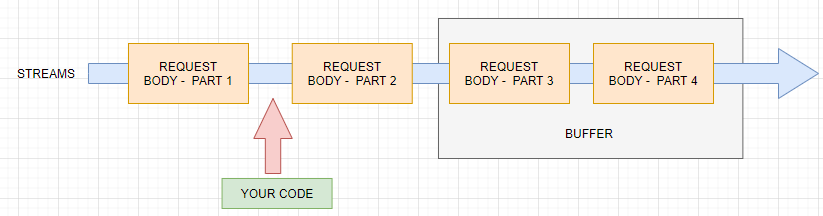 STREAMS
REQUEST
BODY - PART 1
REQUEST
BODY - PART 2
REQUEST
BODY - PART 3
REQUEST
BODY - PART 4
BUFFER
YOUR CODE